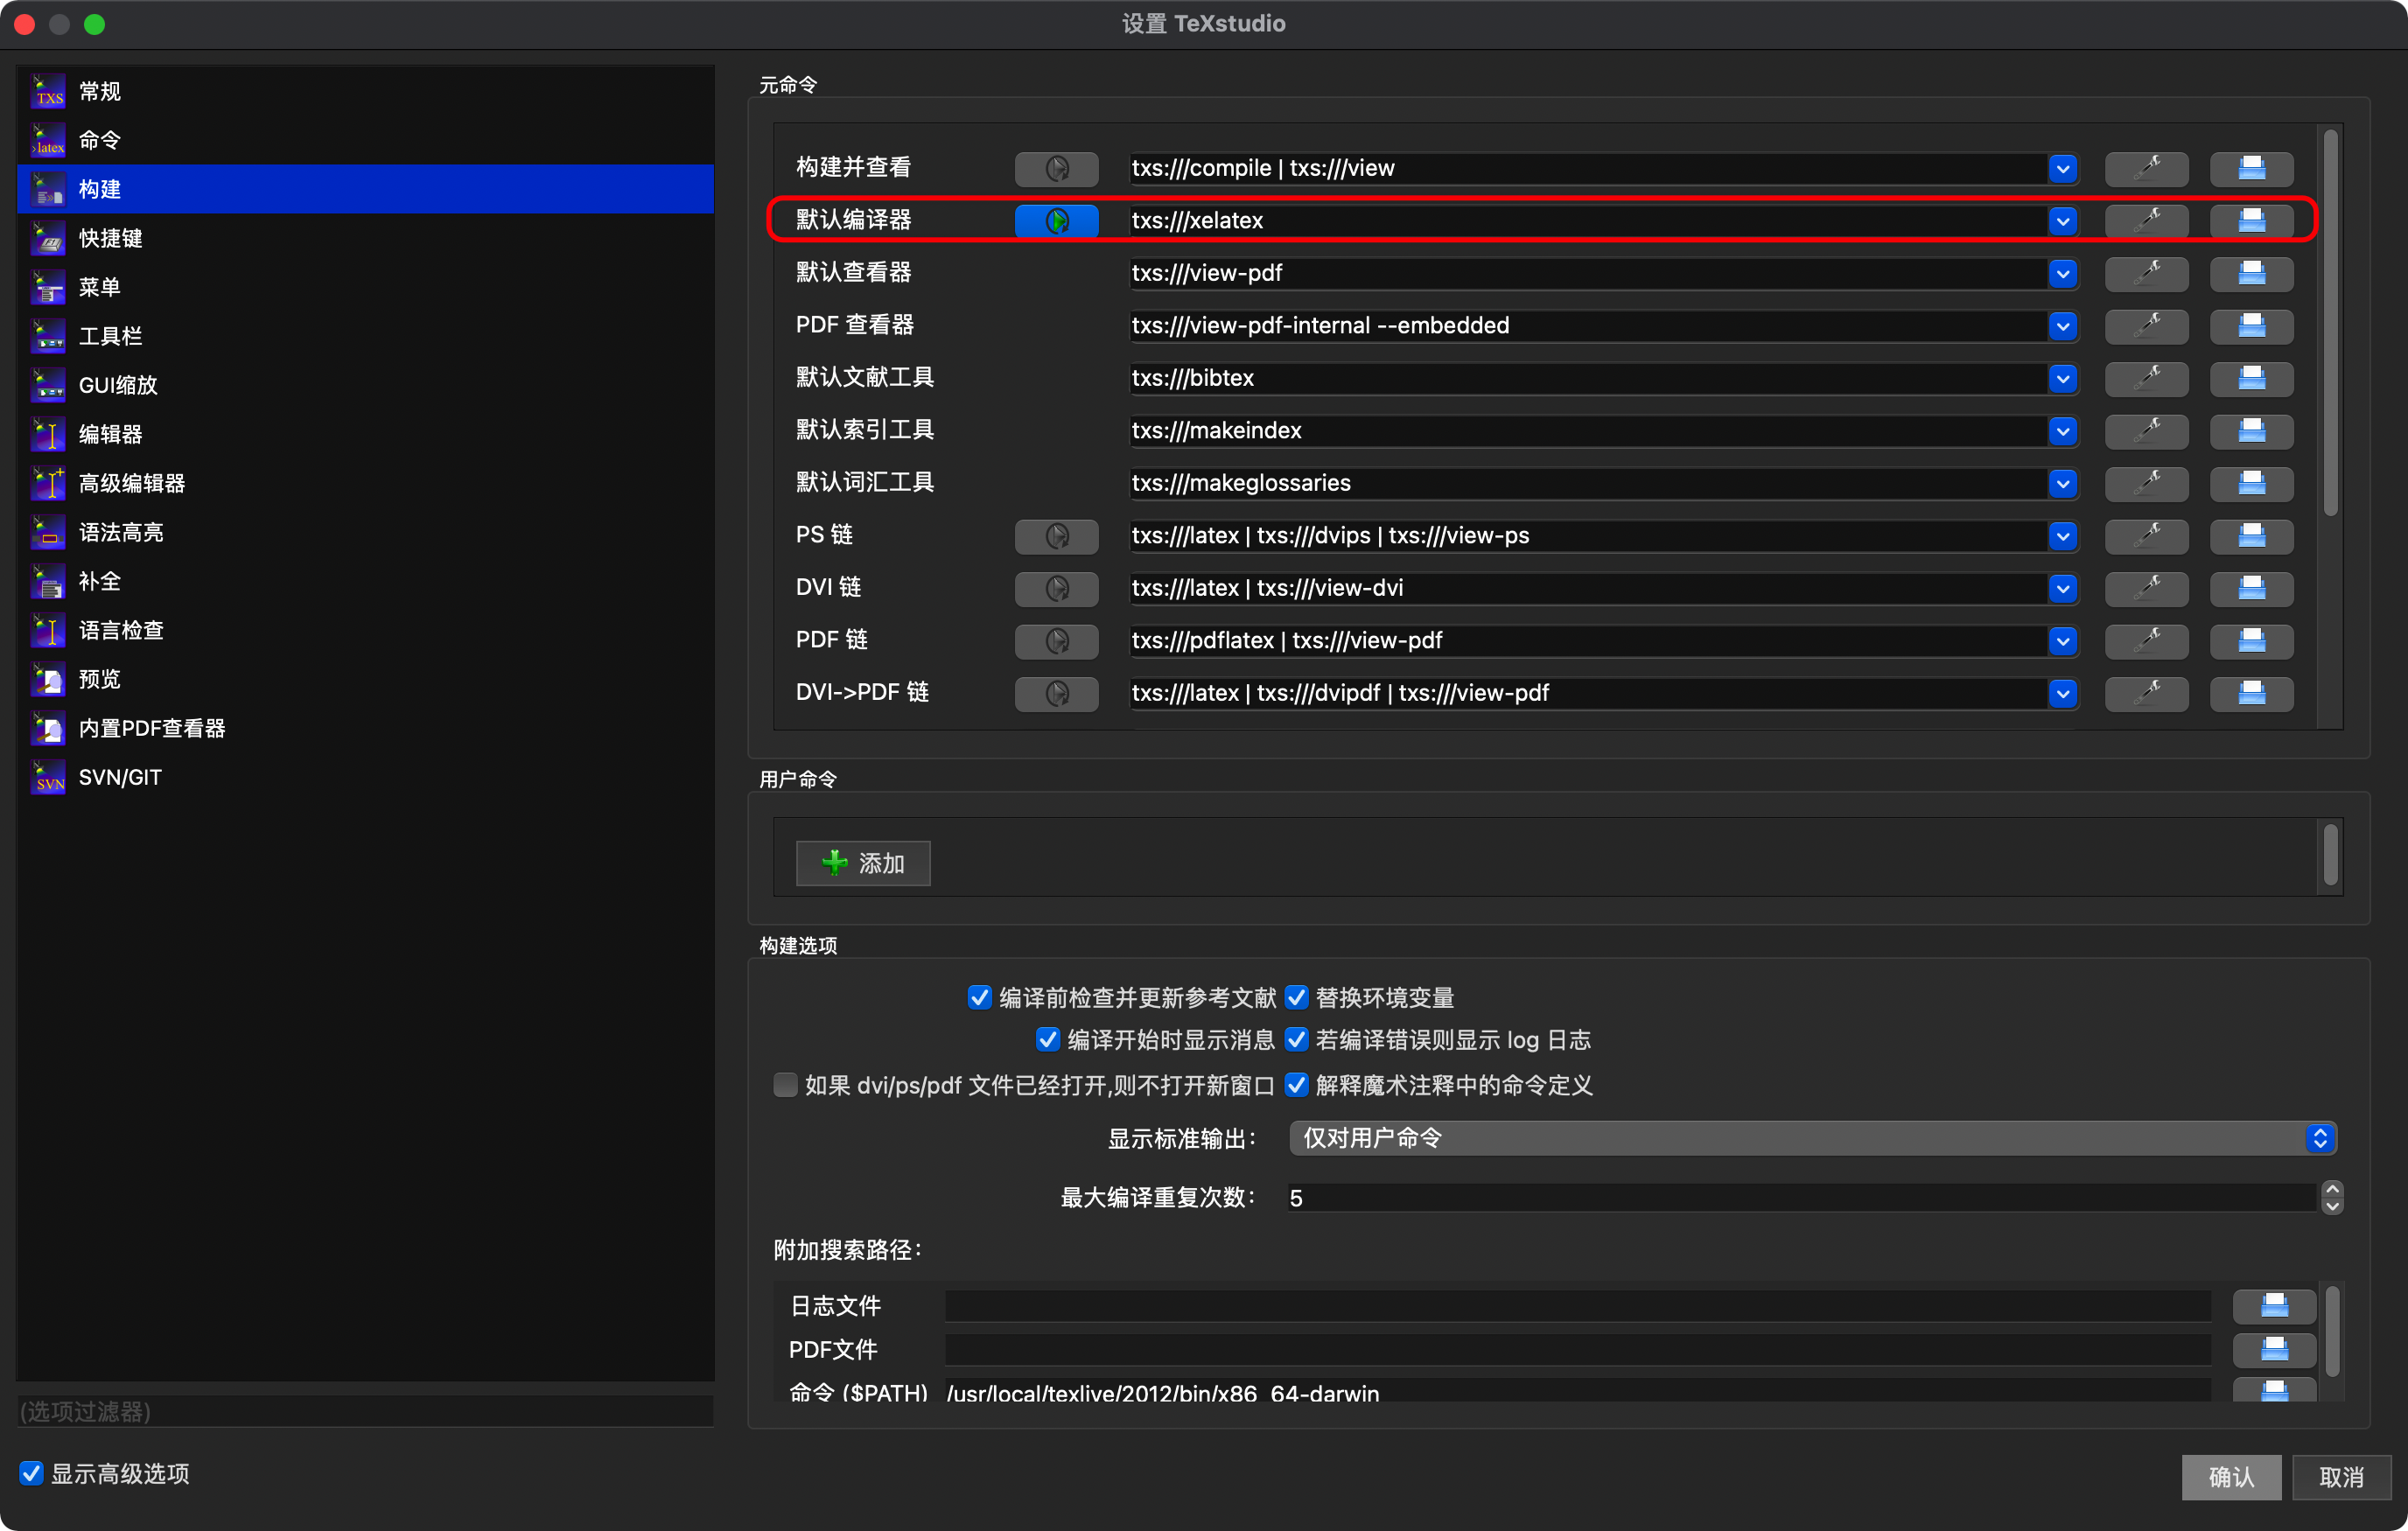 设置 TeXstudio
TXS 常规
›latex 命令
构建
快捷键
菜单
工具栏
GUI缩放
编辑器
高级编辑器
语法高亮
补全
语言检查
预览
内置PDF查看器
SVN SVN/GIT
(选项过滤器)
显示高级选项
元命令
构建并查看 txs:///compile | txs:///view
默认编译器 txs:///xelatex
默认查看器 txs:///view-pdf
PDF 查看器 txs:///view-pdf-internal --embedded
默认文献工具 txs:///bibtex
默认索引工具 txs:///makeindex
默认词汇工具 txs:///makeglossaries
PS 链 txs:///latex | txs:///dvips | txs:///view-ps
DVI 链 txs:///latex | txs:///view-dvi
PDF 链 txs:///pdflatex | txs:///view-pdf
DVI->PDF 链 txs:///latex | txs:///dvipdf | txs:///view-pdf
用户命令
添加
构建选项
编译前检查并更新参考文献 替换环境变量
编译开始时显示消息 若编译错误则显示 log 日志
如果 dvi/ps/pdf 文件已经打开,则不打开新窗口 解释魔术注释中的命令定义
显示标准输出： 仅对用户命令
最大编译重复次数： 5
附加搜索路径：
日志文件
PDF文件
命令 ($PATH) /usr/local/texlive/2012/bin/x86_64-darwin
确认 取消